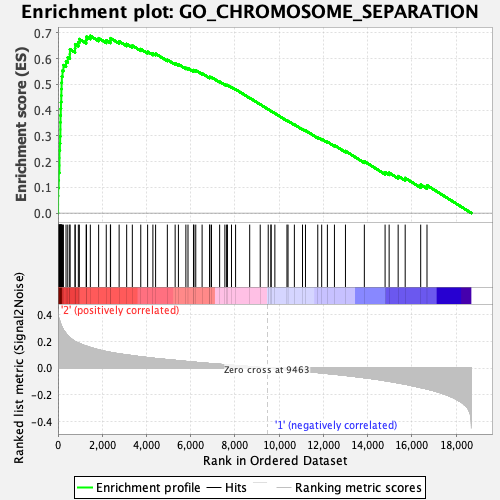 Enrichment plot: GO_CHROMOSOME_SEPARATION
Enrichment score (ES)
0.7
0.6
0.5
0.4
0.3
0.2
0.1
0.0
'2' (positively correlated)
Ranked list metric (Signal2Noise)
0.4
0.2
0.0
-0.2
-0.4
Zero cross at 9463
'1' (negatively correlated)
0 2,000 4,000 6,000 8,000 10,000 12,000 14,000 16,000 18,000
Rank in Ordered Dataset
Enrichment profile Hits Ranking metric scores